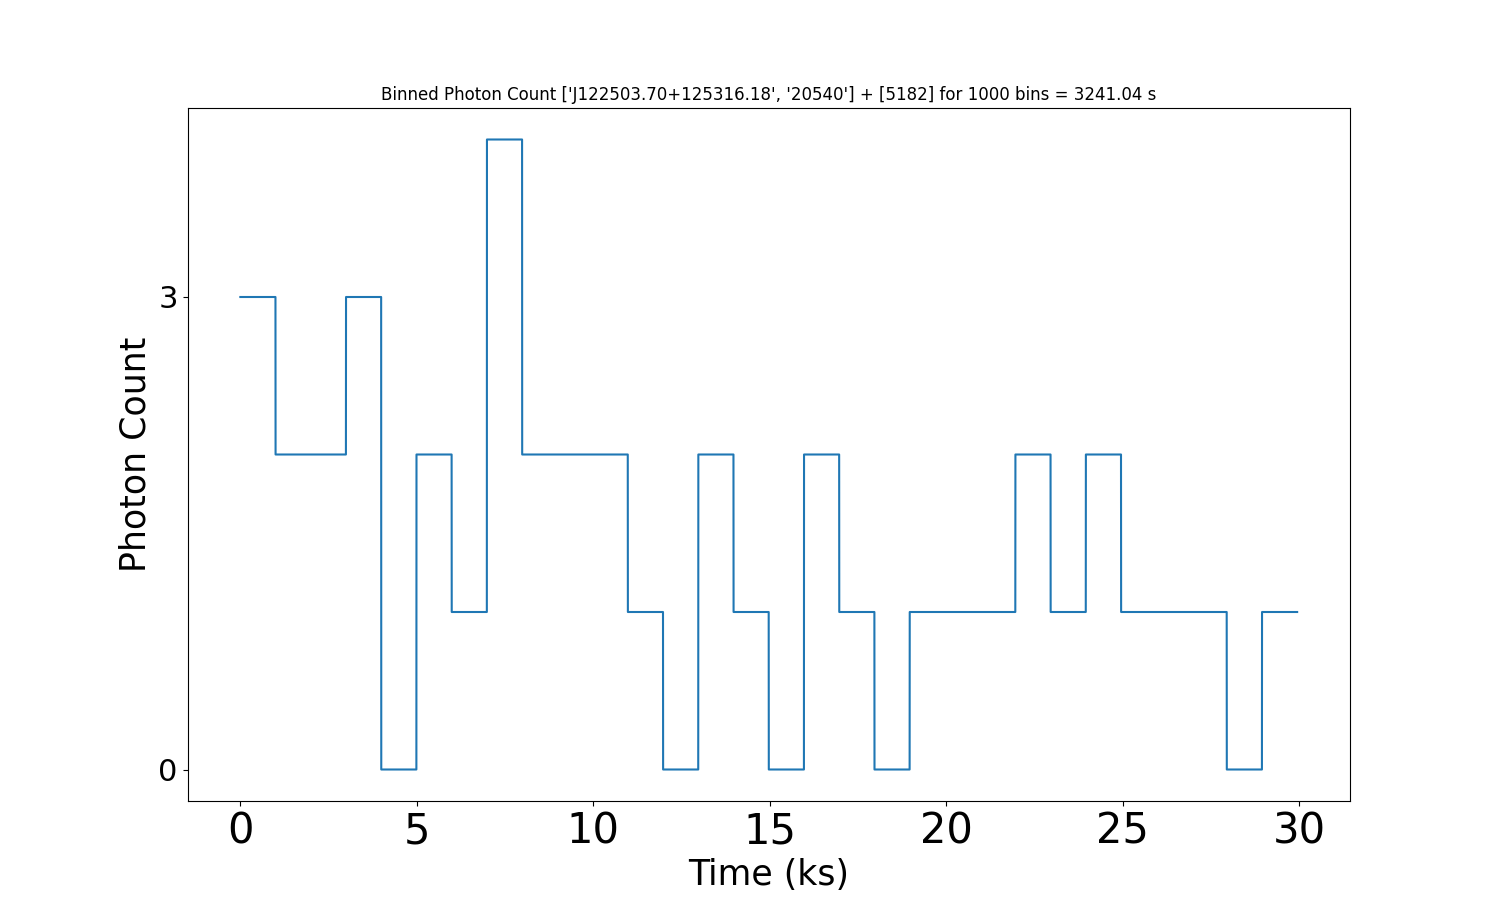 Binned Photon Count ['J122503.70+125316.18', '20540'] + [5182] for 1000 bins = 3241.04 s
Photon Count
3
0
0 5 10 15 20 25 30
Time (ks)